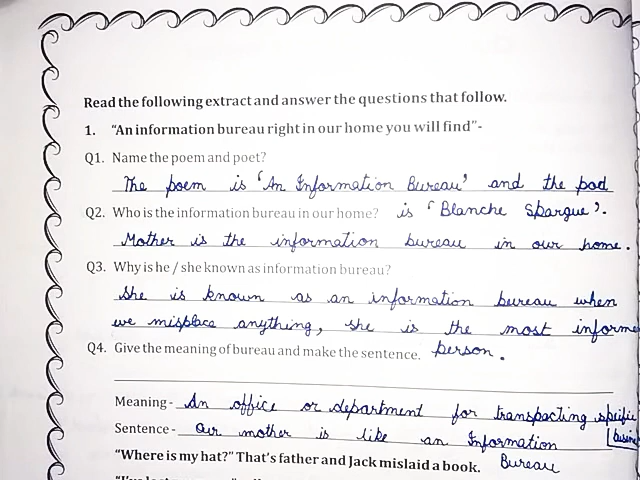 Read the following extract and answer the questions that follow.
1. "An information bureau right in our home you will find"-
Q1. Name the poem and poet?
The poem is 'An Information Bureau' and the pod
Q2. Who is the information bureau in our home? is 'Blanche Spargue'.
Mother is the information bureau in our home.
Q3. Why is he / she known as information bureau?
She is known as an information bureau when
we misplace anything, she is the most informe
Q4. Give the meaning of bureau and make the sentence. person.
Meaning - An office or department for transpacting specific
Sentence - our mother is like an Information busine
"Where is my hat?" That's father and Jack mislaid a book. Bureau